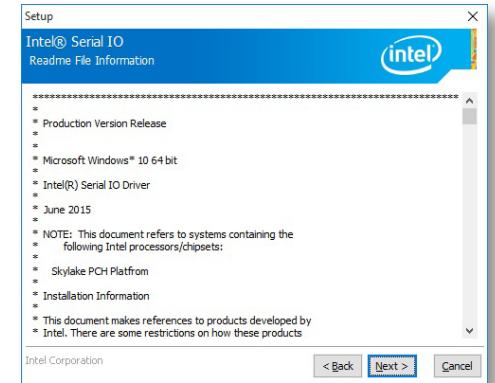 Setup
Intel® Serial IO
Readme File Information
intel
*******************************************************************************
*
* Production Version Release
*
*
* Microsoft Windows* 10 64 bit
*
* Intel(R) Serial IO Driver
*
* June 2015
*
* NOTE: This document refers to systems containing the
* following Intel processors/chipsets:
*
* Skylake PCH Platfrom
*
* Installation Information
*
* This document makes references to products developed by
* Intel. There are some restrictions on how these products
Intel Corporation
< Back Next > Cancel